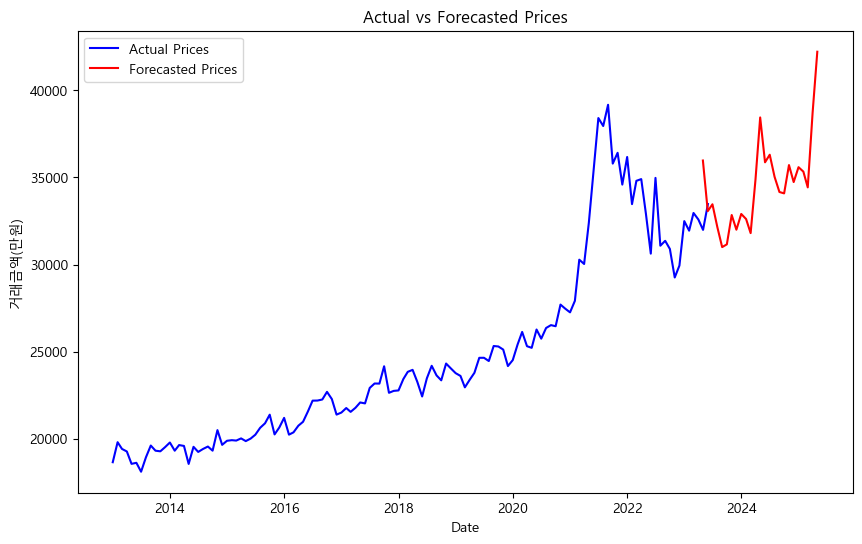 Actual vs Forecasted Prices
Actual Prices
Forecasted Prices
거래금액(만원)
40000
35000
30000
25000
20000
2014
2016
2018
2020
2022
2024
Date